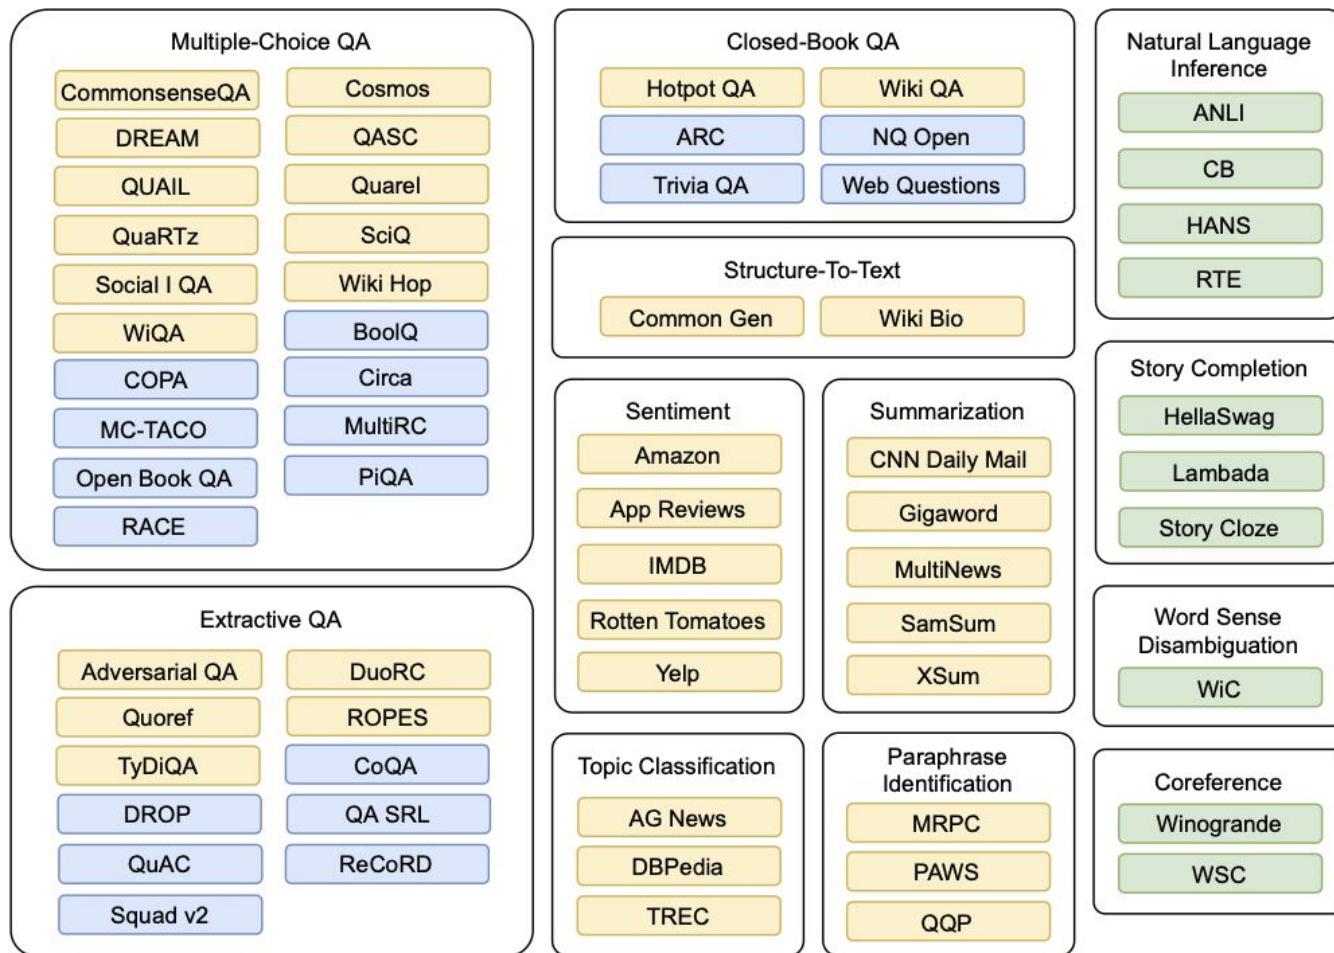 Multiple-Choice QA
CommonsenseQA
DREAM
QUAIL
QuaRTz
Social I QA
WiQA
COPA
MC-TACO
Open Book QA
RACE
Cosmos
QASC
Quarel
SciQ
Wiki Hop
BoolQ
Circa
MultiRC
PiQA
Extractive QA
Adversarial QA
Quoref
TyDiQA
DROP
QuAC
Squad v2
DuoRC
ROPES
CoQA
QA SRL
ReCoRD
Closed-Book QA
Hotpot QA
ARC
Trivia QA
Wiki QA
NQ Open
Web Questions
Structure-To-Text
Common Gen
Wiki Bio
Sentiment
Amazon
App Reviews
IMDB
Rotten Tomatoes
Yelp
Summarization
CNN Daily Mail
Gigaword
MultiNews
SamSum
XSum
Topic Classification
AG News
DBPedia
TREC
Paraphrase
Identification
MRPC
PAWS
QQP
Natural Language
Inference
ANLI
CB
HANS
RTE
Story Completion
HellaSwag
Lambada
Story Cloze
Word Sense
Disambiguation
WiC
Coreference
Winogrande
WSC